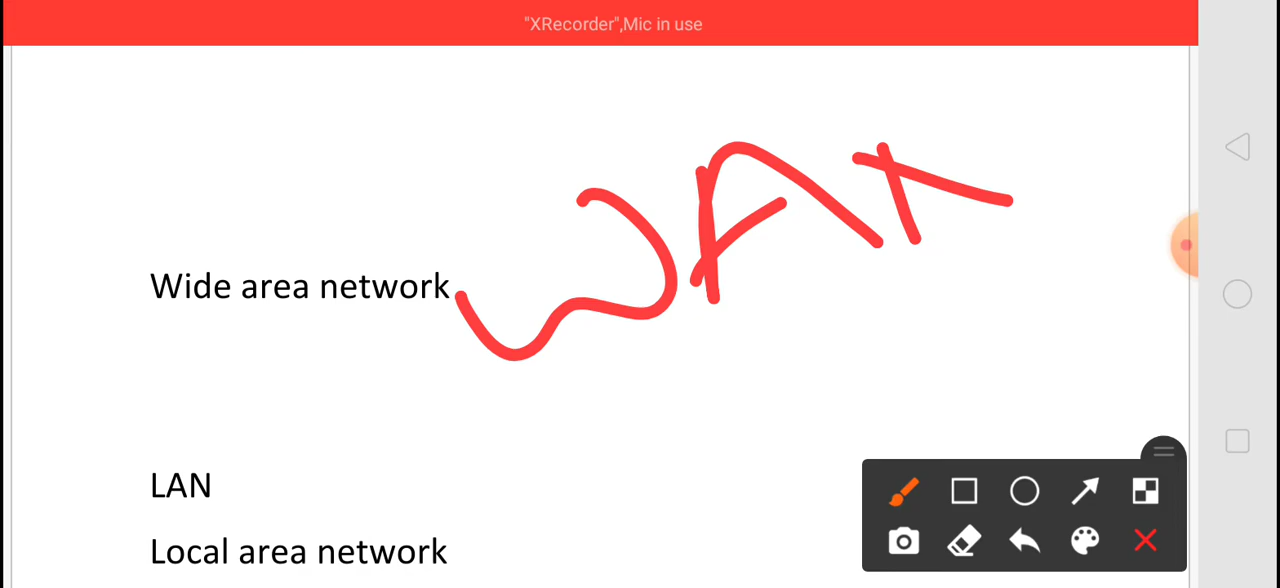 WAN
"XRecorder",Mic in use
Wide area network
LAN
Local area network